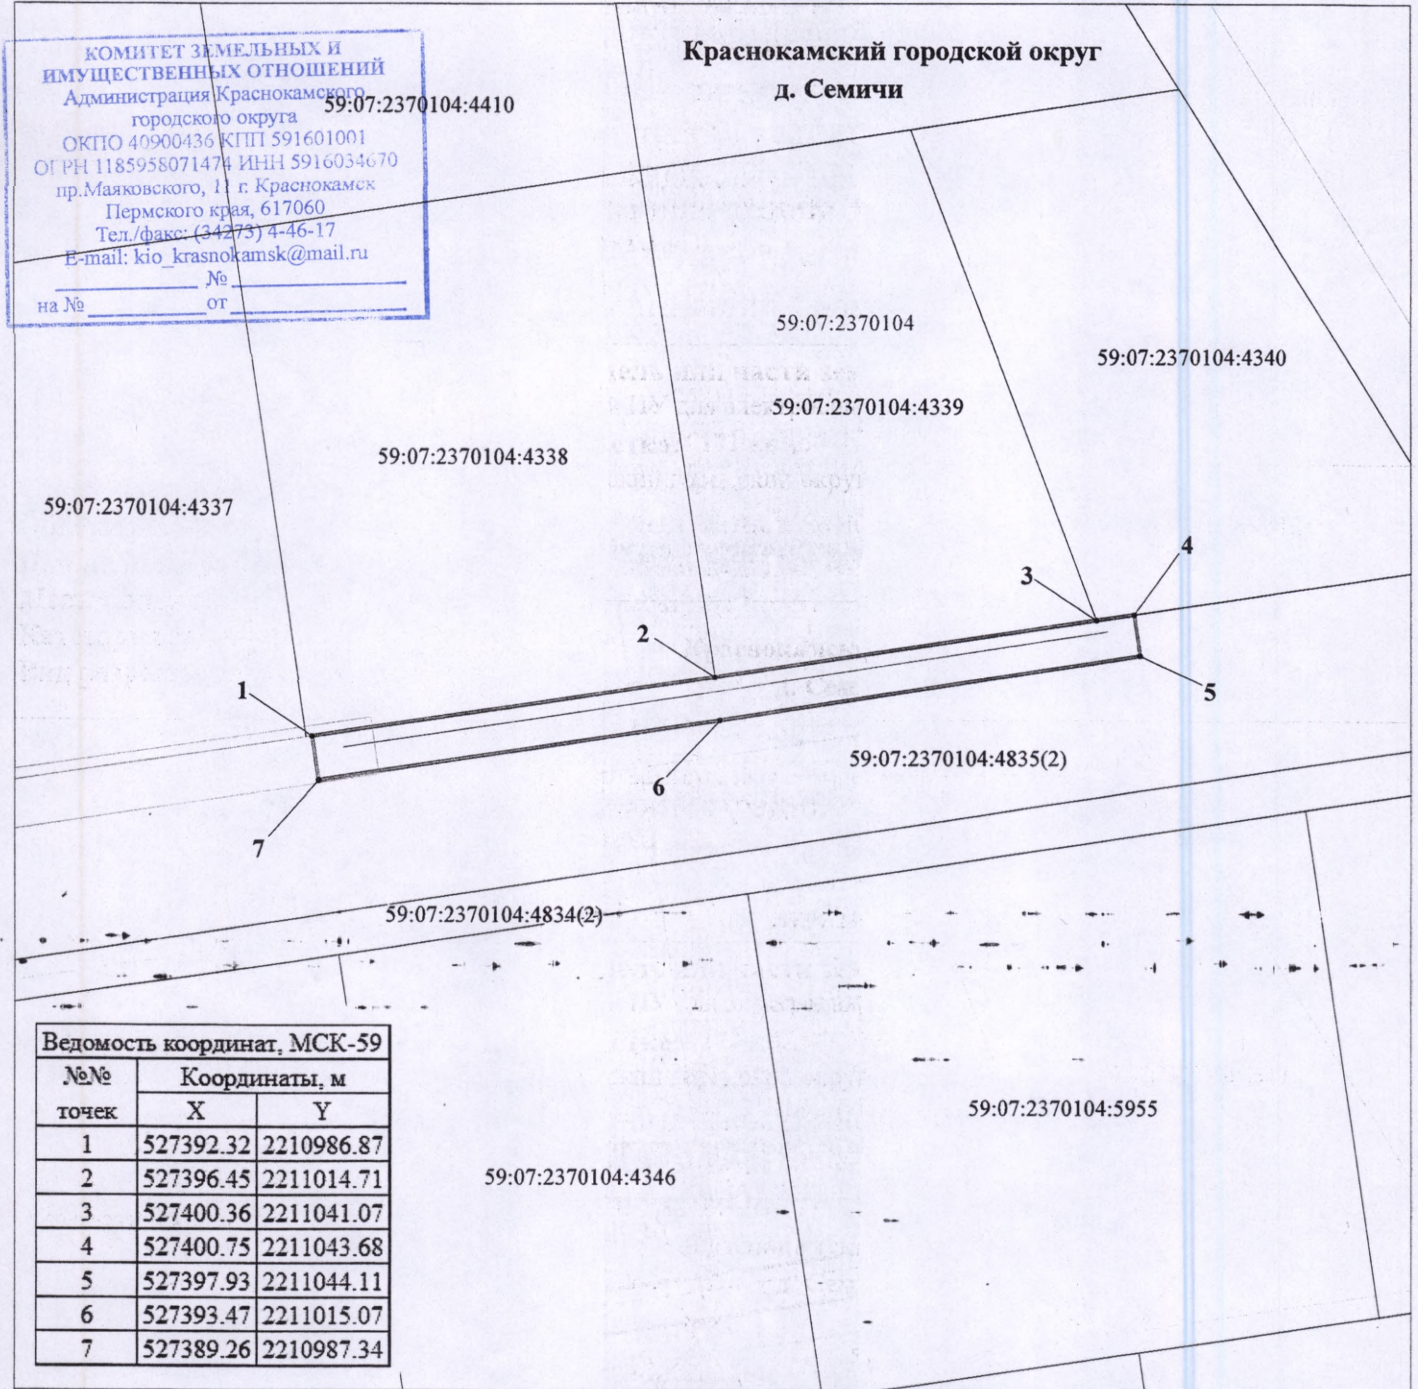 Краснокамский городской округ
д. Семичи
КОМИТЕТ ЗЕМЕЛЬНЫХ И
ИМУЩЕСТВЕННЫХ ОТНОШЕНИЙ
Администрация Краснокамского
городского округа
ОКПО 40900436 КПП 591601001
ОГРН 1185958071474 ИНН 5916034670
пр.Маяковского, 11 г. Краснокамск
Пермского края, 617060
Тел./факс: (34273) 4-46-17
E-mail: kio_krasnokamsk@mail.ru
№
на № от
59:07:2370104:4410
59:07:2370104
59:07:2370104:4340
59:07:2370104:4339
59:07:2370104:4338
59:07:2370104:4337
4
3
2
1
5
6
7
59:07:2370104:4835(2)
59:07:2370104:4834(2)
59:07:2370104:5955
59:07:2370104:4346
Ведомость координат, МСК-59
№№ Координаты, м
точек X Y
1 527392.32 2210986.87
2 527396.45 2211014.71
3 527400.36 2211041.07
4 527400.75 2211043.68
5 527397.93 2211044.11
6 527393.47 2211015.07
7 527389.26 2210987.34